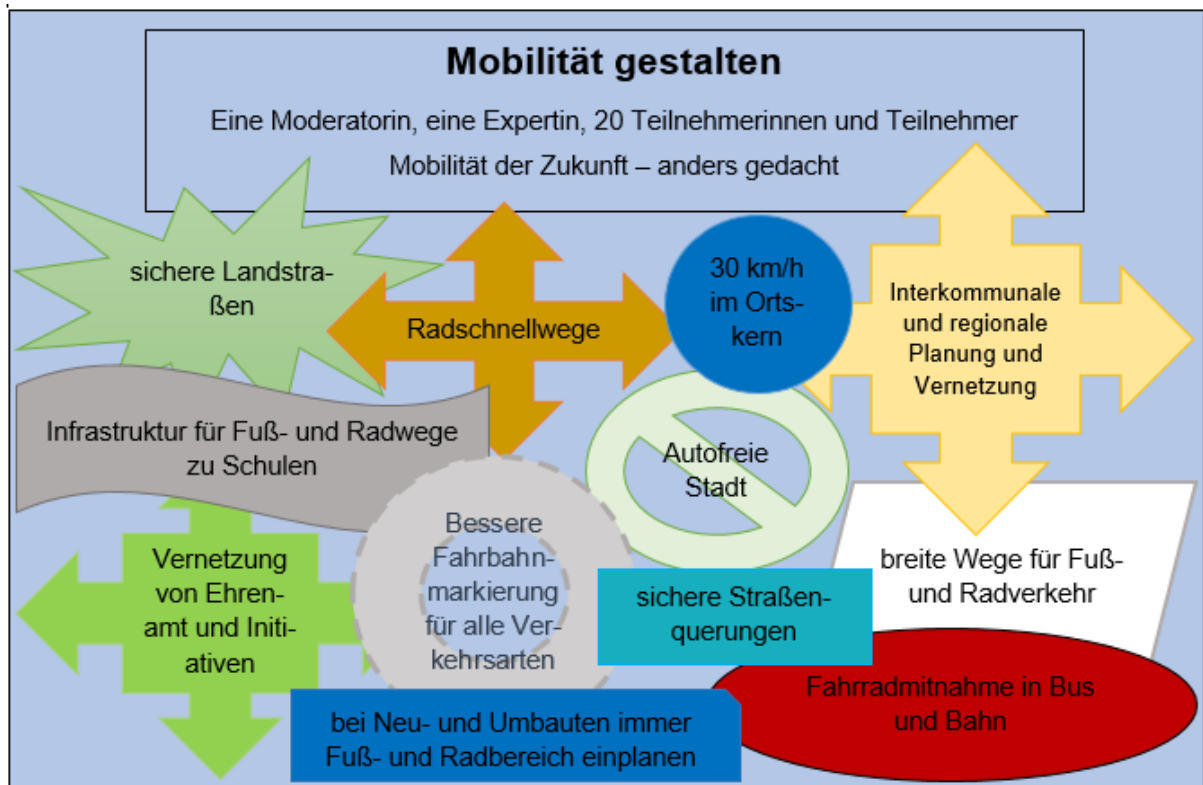 Mobilität gestalten
Eine Moderatorin, eine Expertin, 20 Teilnehmerinnen und Teilnehmer
Mobilität der Zukunft – anders gedacht
sichere Landstra-
ßen
Radschnellwege
30 km/h
im Orts-
kern
Interkommunale
und regionale
Planung und
Vernetzung
Infrastruktur für Fuß- und Radwege
zu Schulen
Autofreie
Stadt
Vernetzung
von Ehren-
amt und Initi-
ativen
Bessere
Fahrbahn-
markierung
für alle Ver-
kehrsarten
sichere Straßen-
querungen
breite Wege für Fuß-
und Radverkehr
bei Neu- und Umbauten immer
Fuß- und Radbereich einplanen
Fahrradmitnahme in Bus
und Bahn